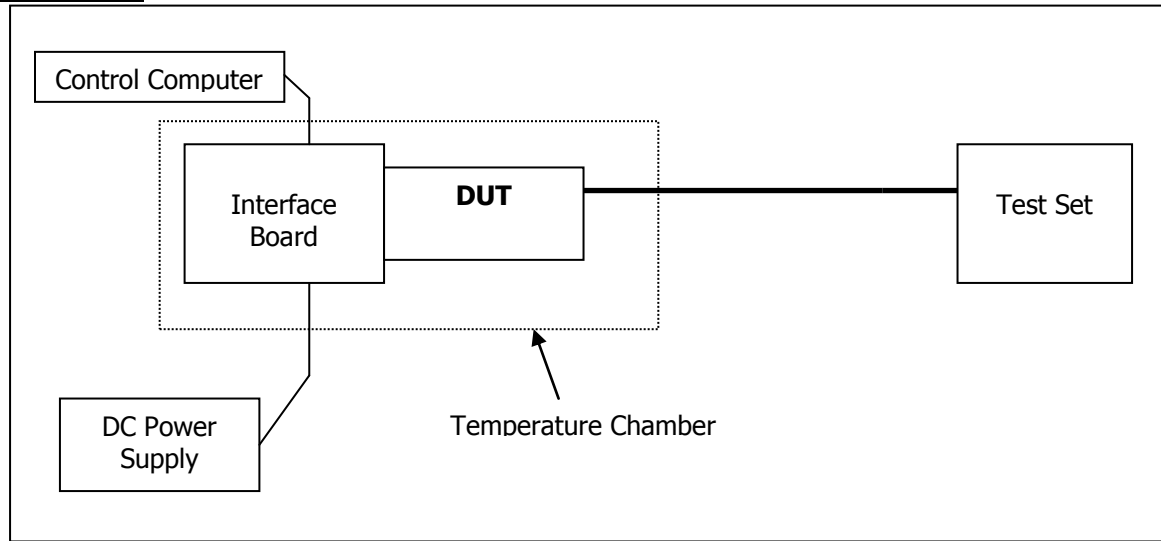 Control Computer
Interface
Board
DUT
Test Set
DC Power
Supply
Temperature Chamber